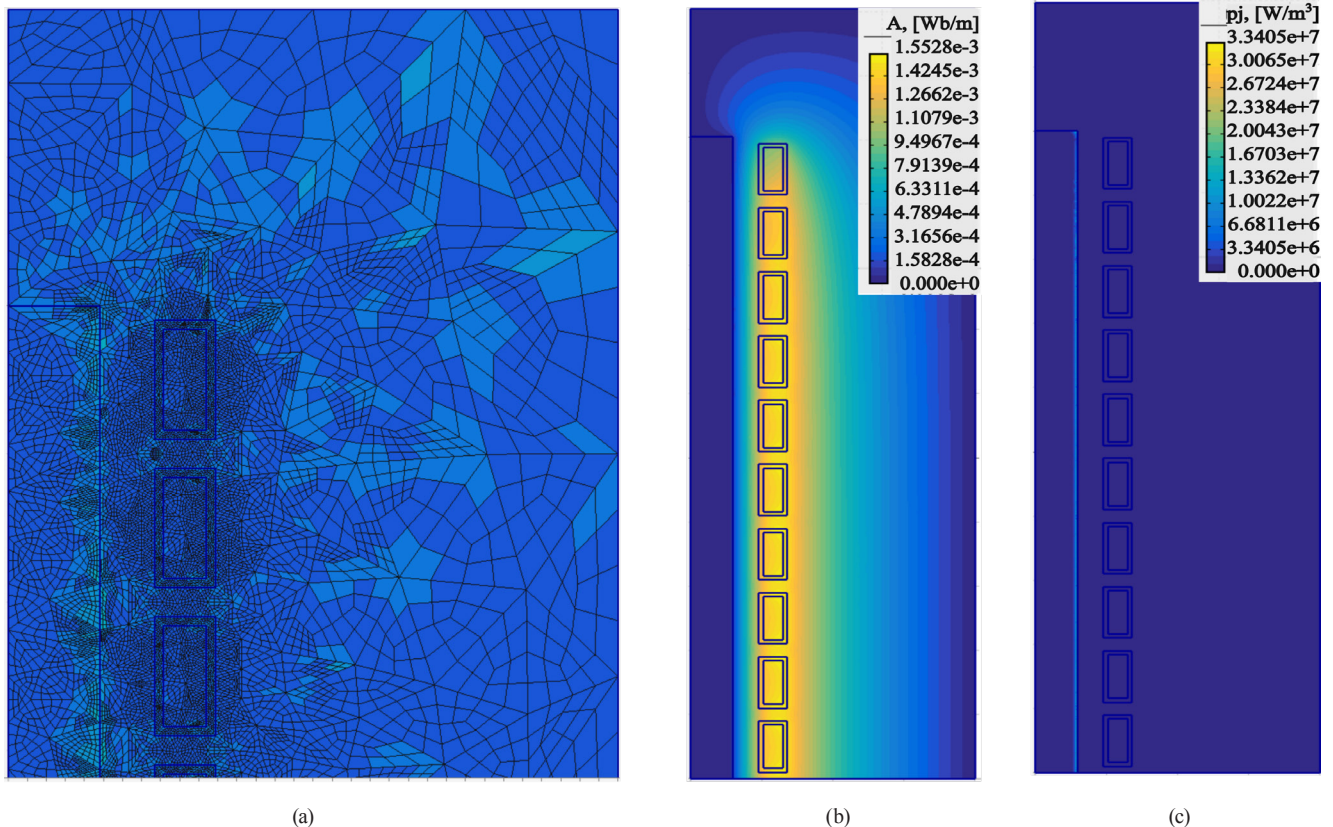 A, [Wb/m]
1.5528e-3
1.4245e-3
1.2662e-3
1.1079e-3
9.4967e-4
7.9139e-4
6.3311e-4
4.7894e-4
3.1656e-4
1.5828e-4
0.000e+0
pj, [W/m³]
3.3405e+7
3.0065e+7
2.6724e+7
2.3384e+7
2.0043e+7
1.6703e+7
1.3362e+7
1.0022e+7
6.6811e+6
3.3405e+6
0.000e+0
(a)
(b)
(c)